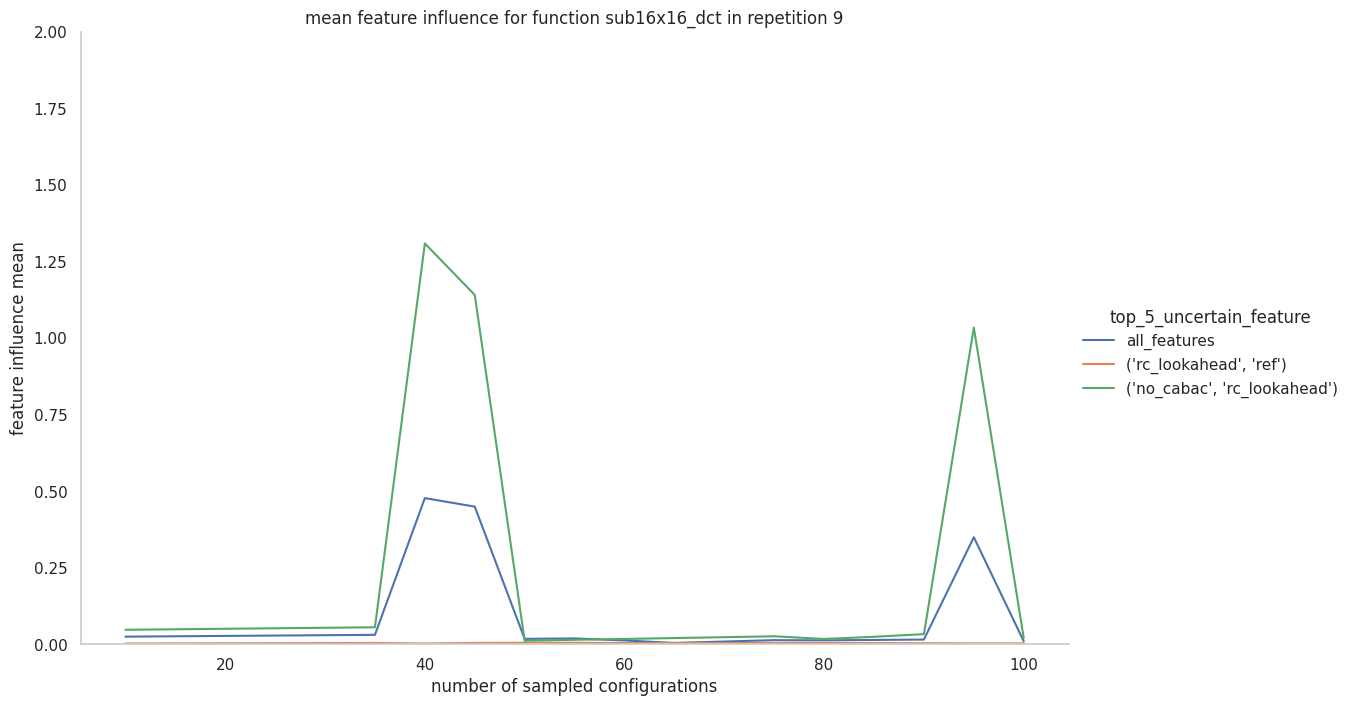 mean feature influence for function sub16x16_dct in repetition 9
2.00
1.75
1.50
1.25
1.00
0.75
0.50
0.25
0.00
feature influence mean
20
40
60
80
100
number of sampled configurations
top_5_uncertain_feature
all_features
('rc_lookahead', 'ref')
('no_cabac', 'rc_lookahead')